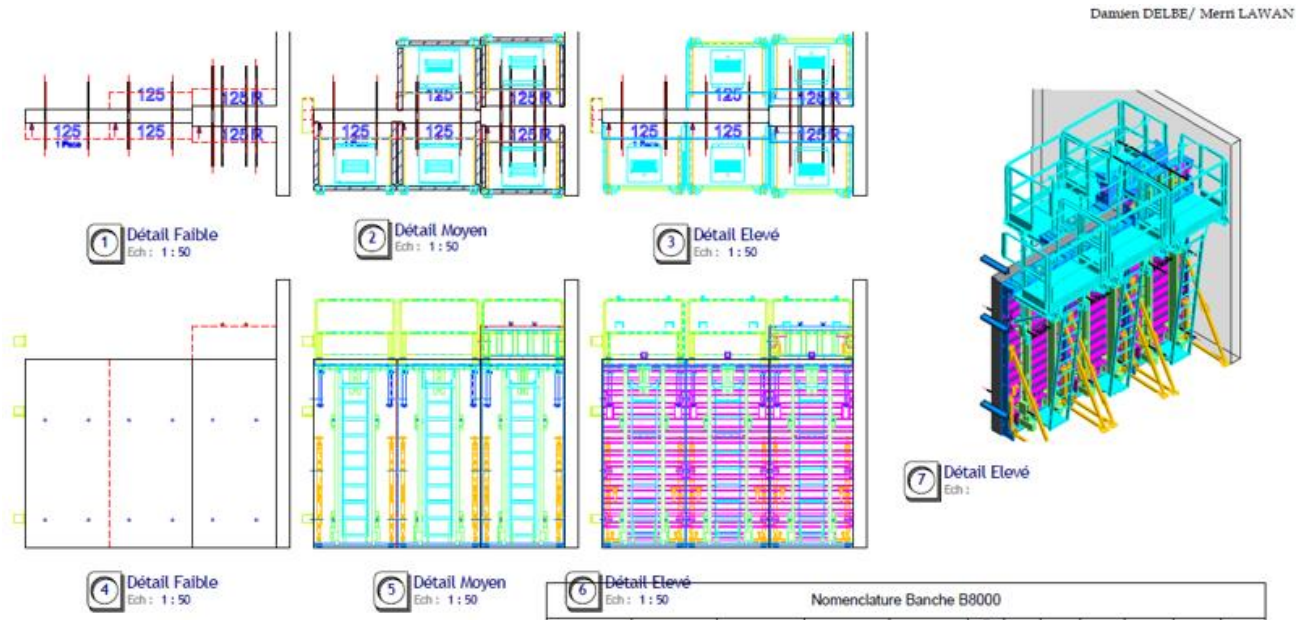 Damien DELBE/ Merri LAWAN
125
125 R
125
125
125 R
1
Détail Faible
Ech : 1 : 50
125
125 R
125
125
125 R
2
Détail Moyen
Ech : 1 : 50
125
125 R
125
125
125 R
3
Détail Elevé
Ech : 1 : 50
7
Détail Elevé
Ech :
4
Détail Faible
Ech : 1 : 50
5
Détail Moyen
Ech : 1 : 50
6
Détail Elevé
Ech : 1 : 50
Nomenclature Banche B8000